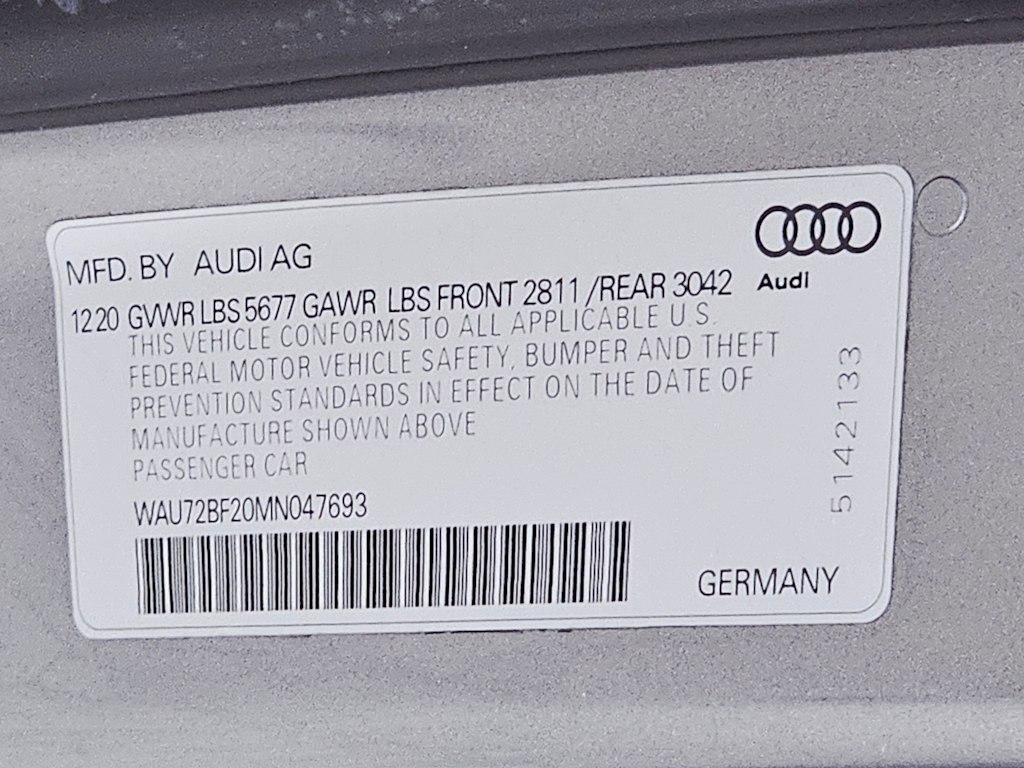 MFD. BY AUDI AG
Audi
1220 GVWR LBS 5677 GAWR LBS FRONT 2811 /REAR 3042
THIS VEHICLE CONFORMS TO ALL APPLICABLE U.S.
FEDERAL MOTOR VEHICLE SAFETY, BUMPER AND THEFT
PREVENTION STANDARDS IN EFFECT ON THE DATE OF
MANUFACTURE SHOWN ABOVE
PASSENGER CAR
WAU72BF20MN047693
5142133
GERMANY